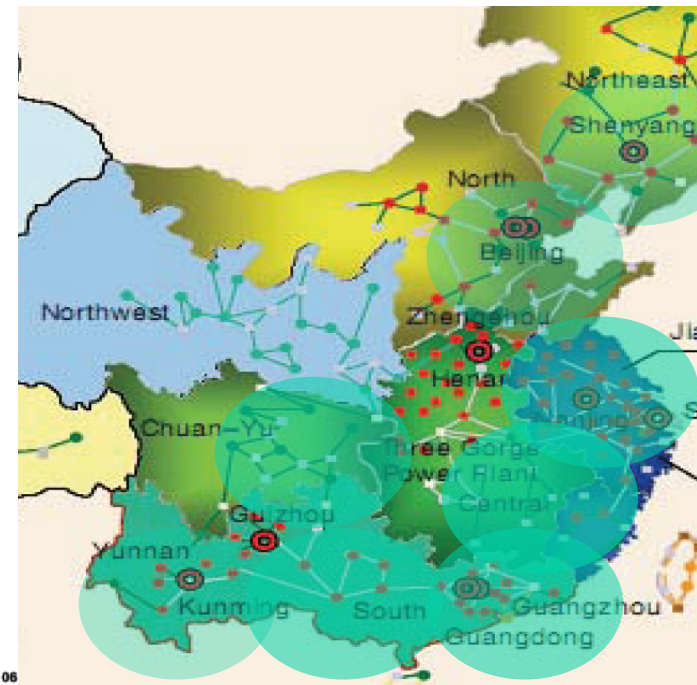 Northeast
Shenyang
North
Beijing
Northwest
Zhengzhou
Jia
Henan
Nanjing
S
Chuan-Yu
Three Gorge
Power Plant
Central
Guizhou
Yunnan
Kunming
South
Guangzhou
Guangdong
06